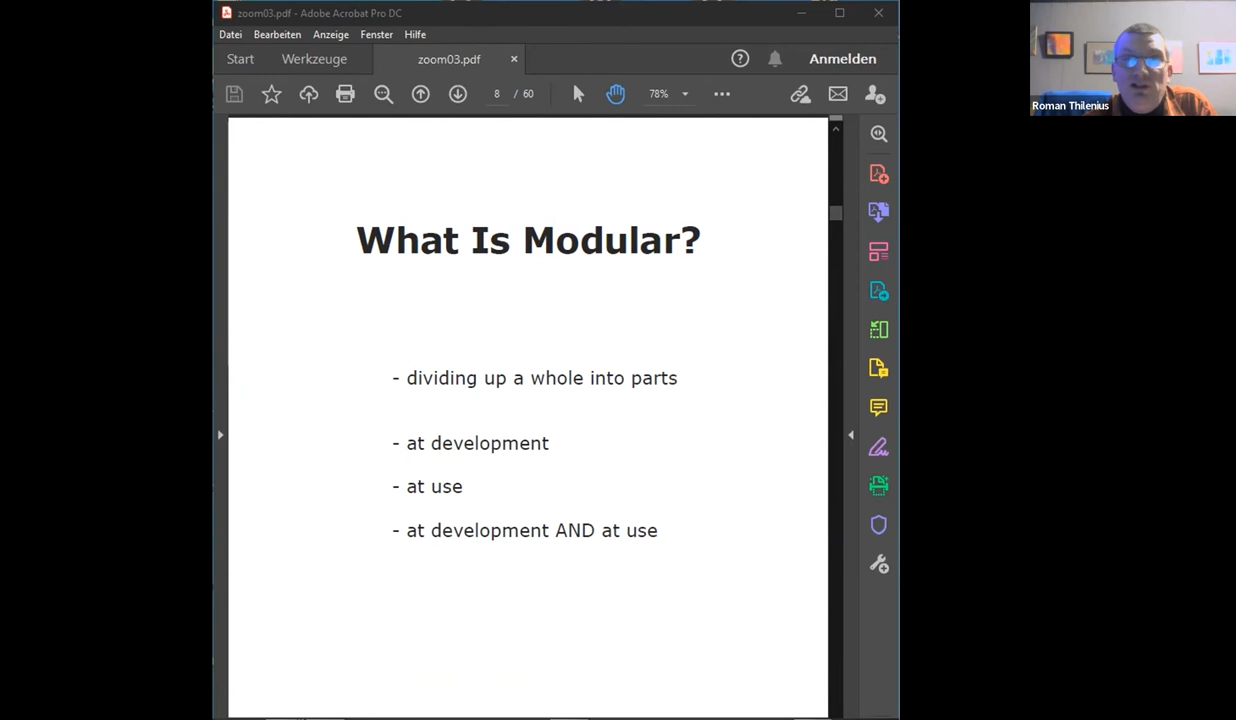 zoom03.pdf - Adobe Acrobat Pro DC
Datei Bearbeiten Anzeige Fenster Hilfe
Start Werkzeuge zoom03.pdf × Anmelden
8 / 60 78%
Roman Thilenius
What Is Modular?
- dividing up a whole into parts
- at development
- at use
- at development AND at use